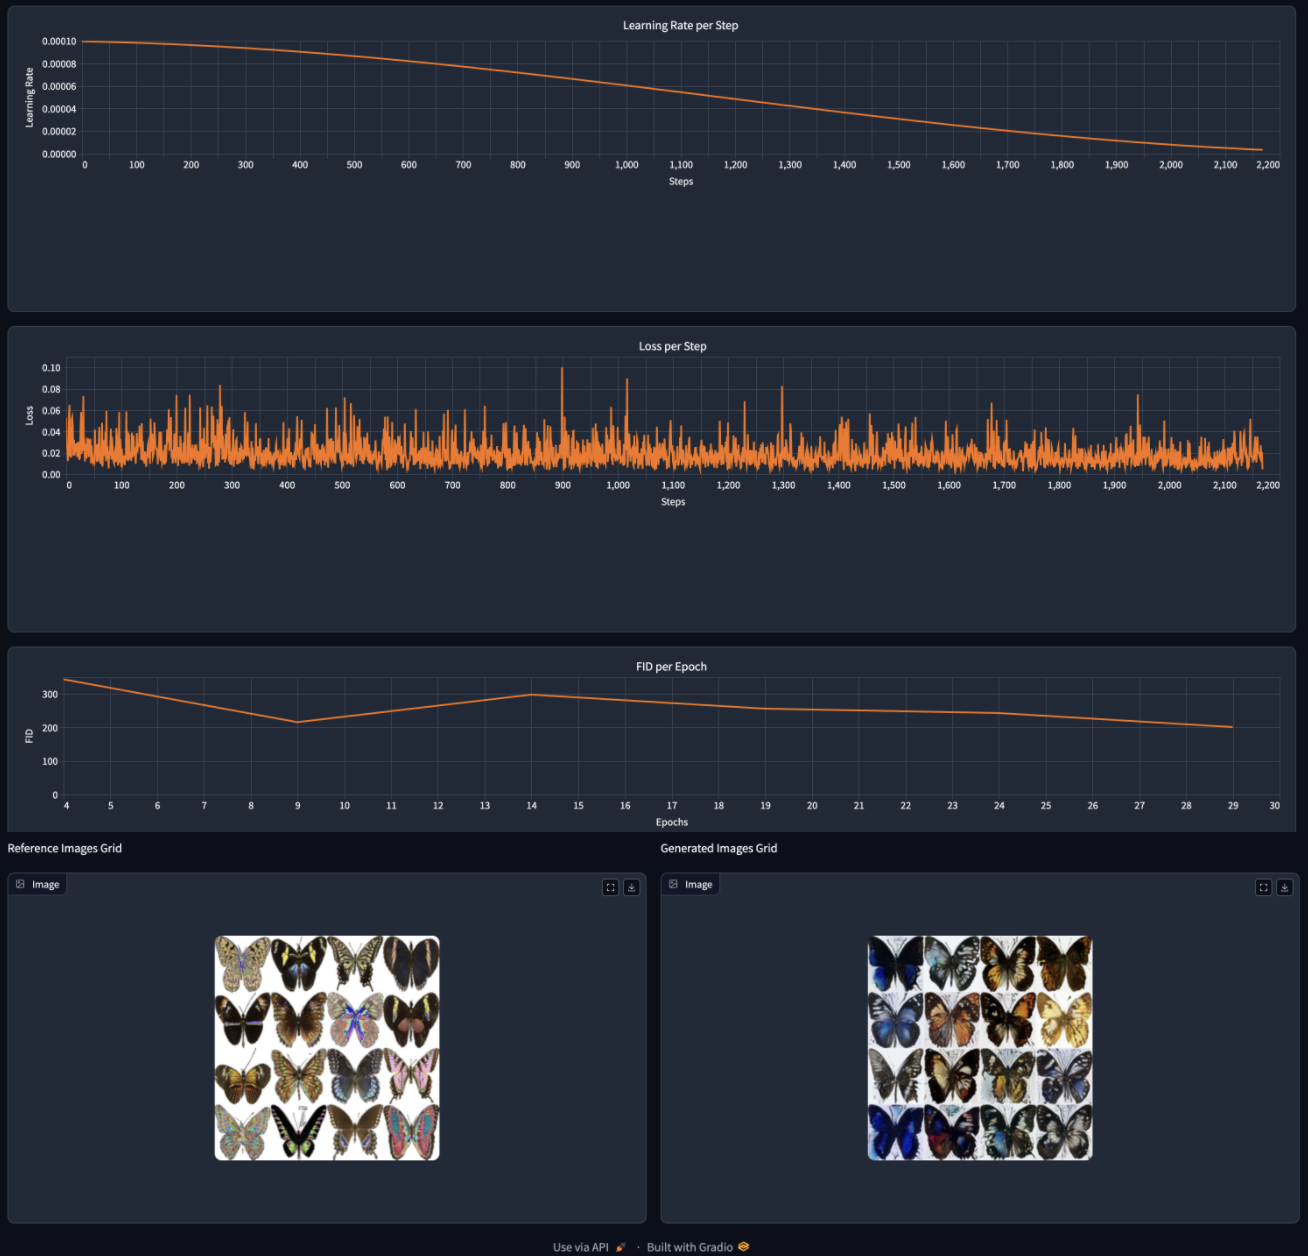 Learning Rate per Step
0.00010
0.00008
0.00006
0.00004
0.00002
0.00000
Learning Rate
0 100 200 300 400 500 600 700 800 900 1,000 1,100 1,200 1,300 1,400 1,500 1,600 1,700 1,800 1,900 2,000 2,100 2,200
Steps
Loss per Step
0.10
0.08
0.06
0.04
0.02
0.00
Loss
0 100 200 300 400 500 600 700 800 900 1,000 1,100 1,200 1,300 1,400 1,500 1,600 1,700 1,800 1,900 2,000 2,100 2,200
Steps
FID per Epoch
300
200
100
0
FID
4 5 6 7 8 9 10 11 12 13 14 15 16 17 18 19 20 21 22 23 24 25 26 27 28 29 30
Epochs
Reference Images Grid
Generated Images Grid
Image
Image
Use via API · Built with Gradio